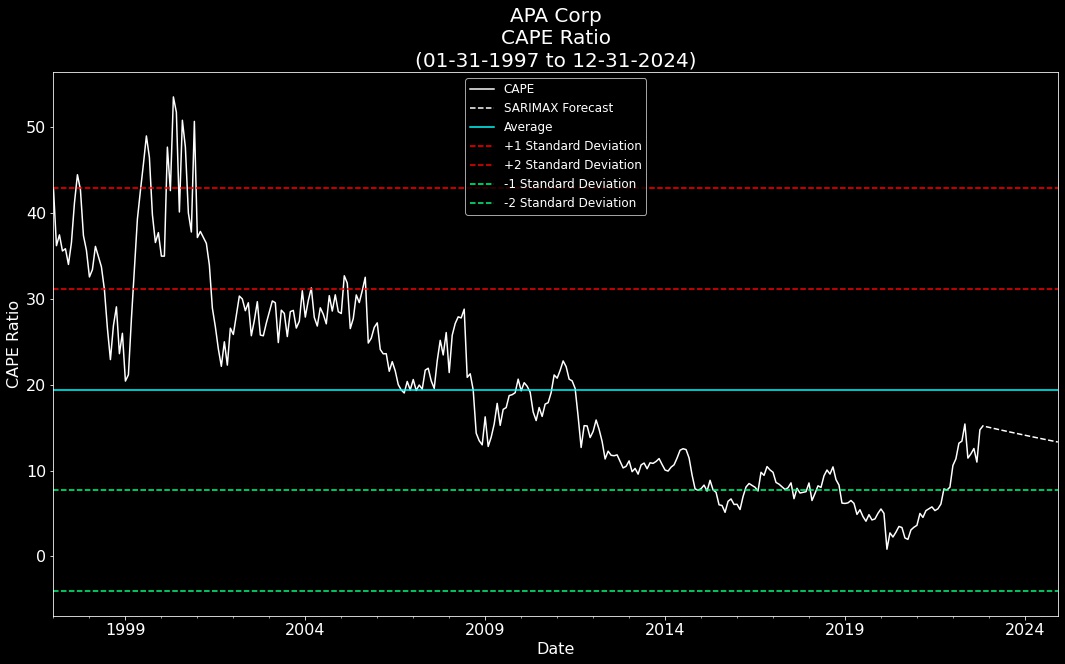 APA Corp
CAPE Ratio
(01-31-1997 to 12-31-2024)
CAPE
SARIMAX Forecast
Average
+1 Standard Deviation
+2 Standard Deviation
-1 Standard Deviation
-2 Standard Deviation
CAPE Ratio
50
40
30
20
10
0
1999
2004
2009
2014
2019
2024
Date